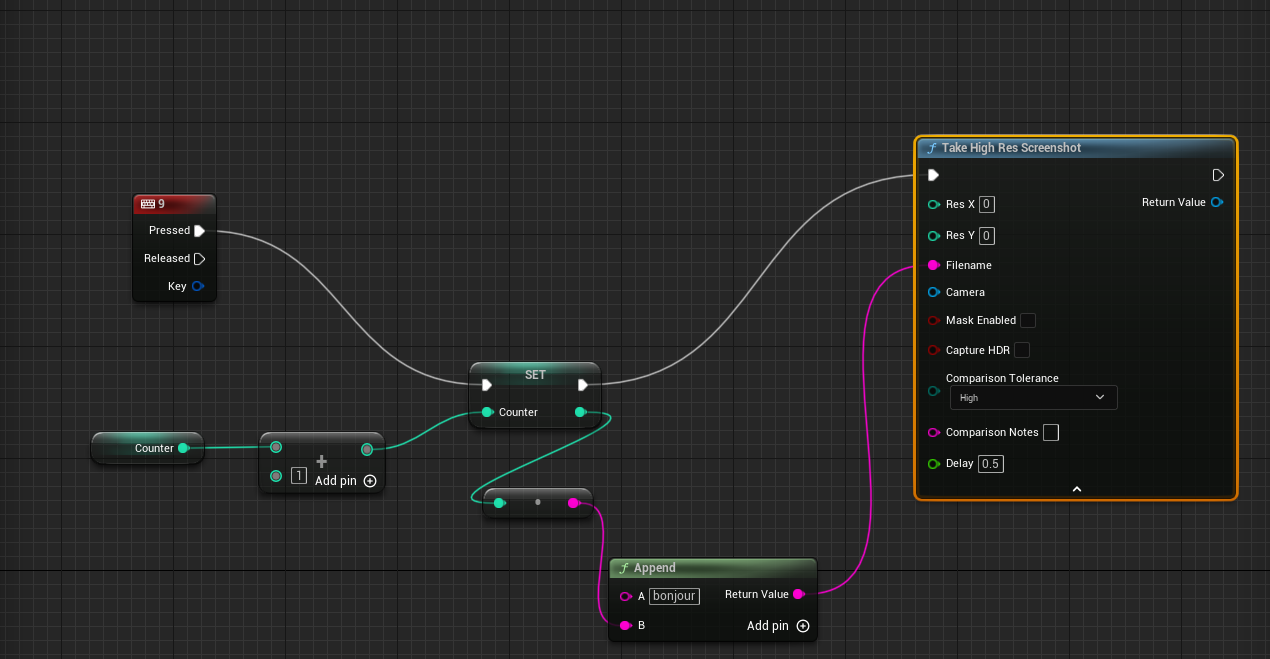 9
Pressed
Released
Key
Counter
1
Add pin
SET
Counter
Append
A bonjour
Return Value
B
Add pin
Take High Res Screenshot
Res X 0
Return Value
Res Y 0
Filename
Camera
Mask Enabled
Capture HDR
Comparison Tolerance
High
Comparison Notes
Delay 0.5